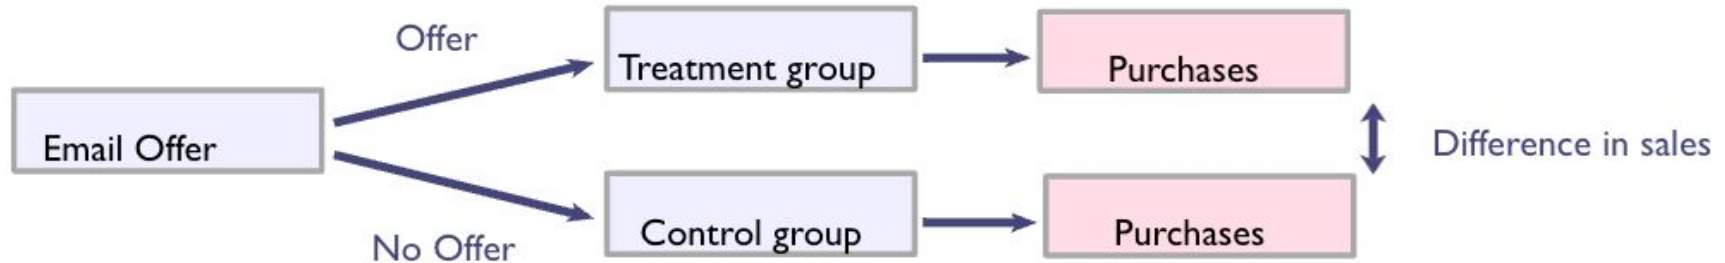 Offer
Treatment group
Purchases
Email Offer
Difference in sales
No Offer
Control group
Purchases